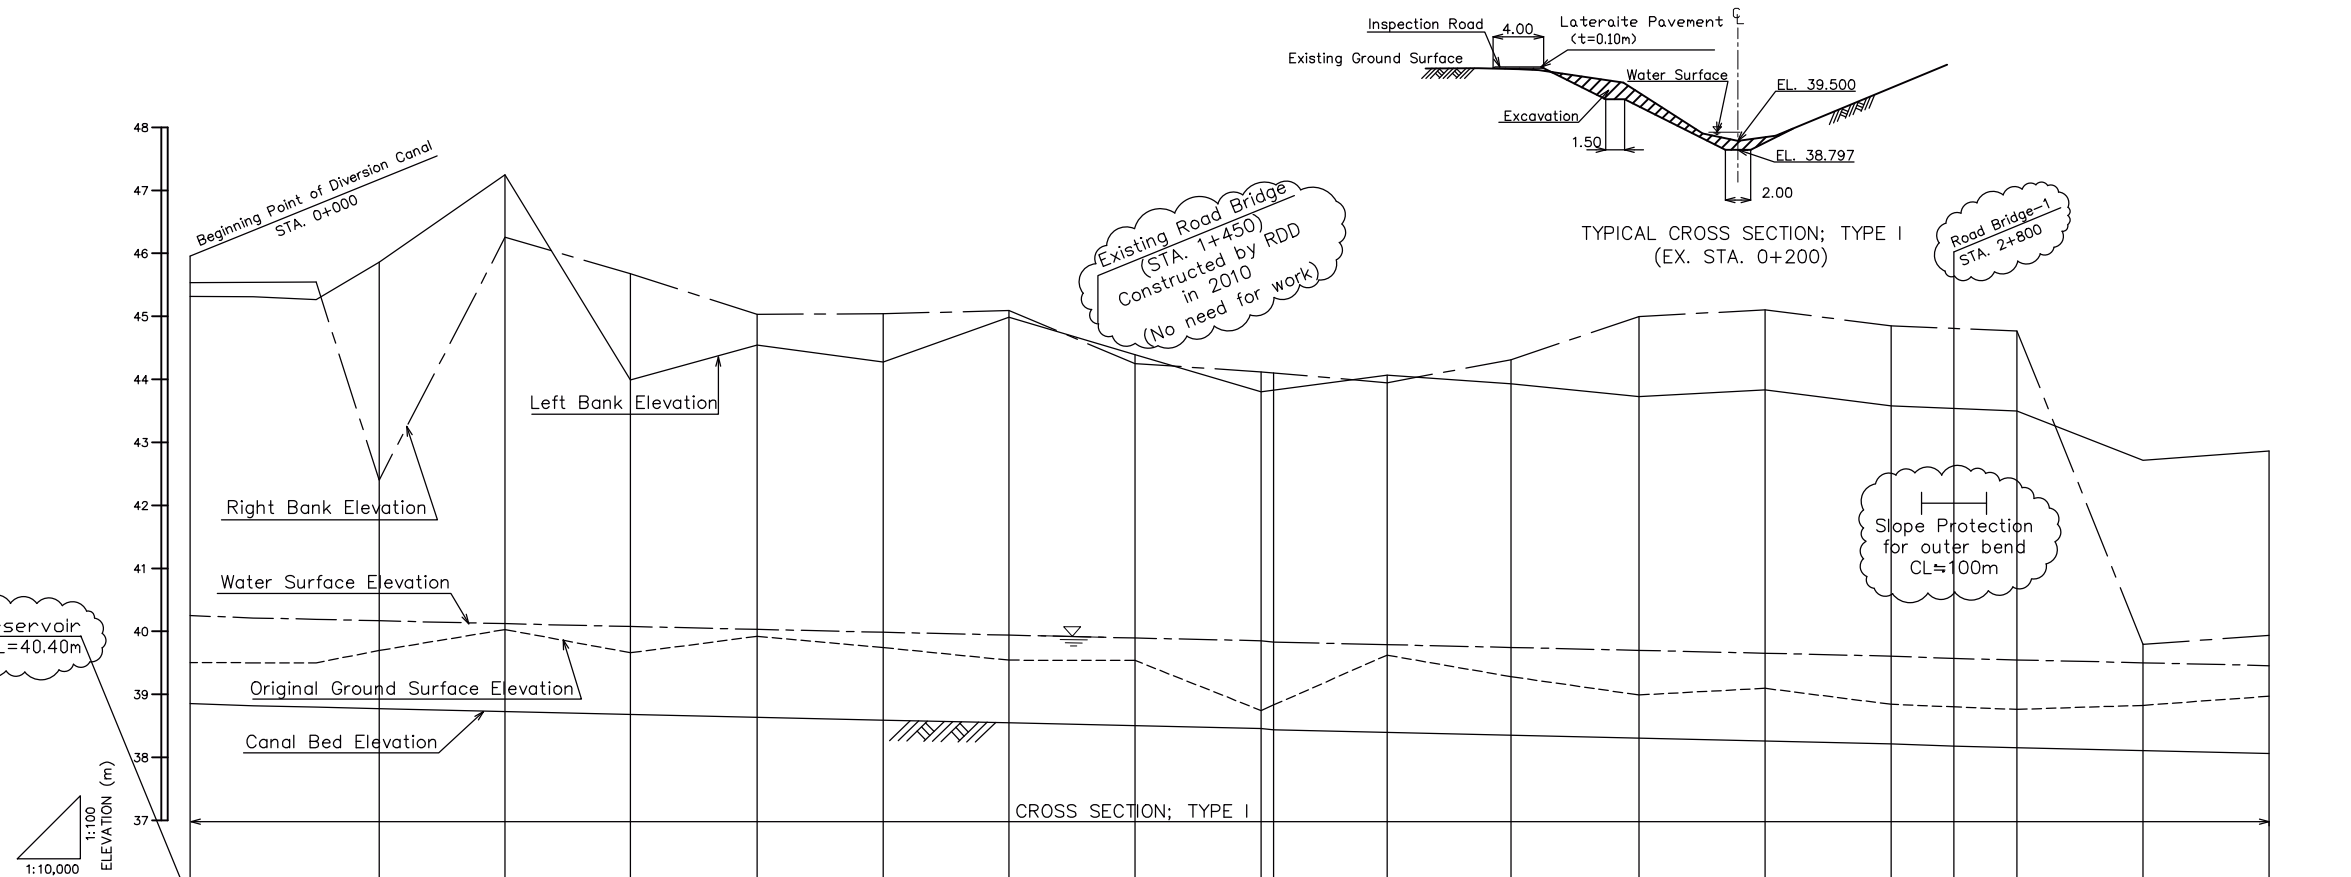 Inspection Road
4.00
Lateraite Pavement
(t=0.10m)
CL
Existing Ground Surface
Water Surface
EL. 39.500
Excavation
1.50
EL. 38.797
2.00
TYPICAL CROSS SECTION; TYPE I
(EX. STA. 0+200)
48
47
46
45
44
43
42
41
40
39
38
37
Beginning Point of Diversion Canal
STA. 0+000
Existing Road Bridge
(STA. 1+450)
Constructed by RDD
in 2010
(No need for work)
Road Bridge-1
STA. 2+800
Left Bank Elevation
Right Bank Elevation
Slope Protection
for outer bend
CL≒100m
Water Surface Elevation
servoir
L=40.40m
Original Ground Surface Elevation
Canal Bed Elevation
CROSS SECTION; TYPE I
1:100
ELEVATION (m)
1:10,000